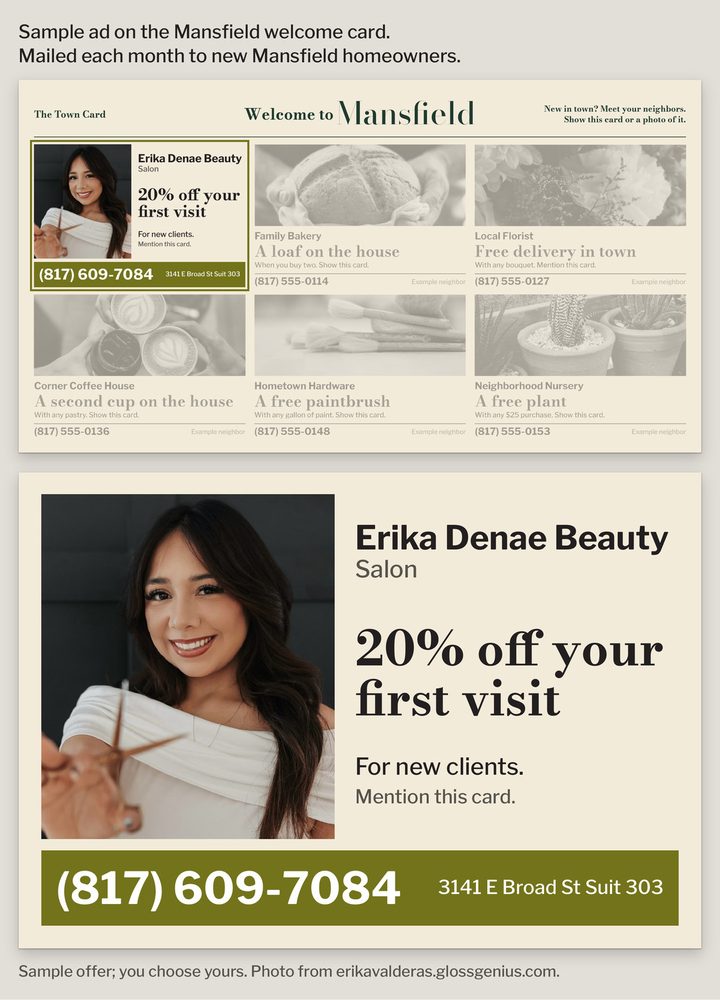 Sample ad on the Mansfield welcome card.
Mailed each month to new Mansfield homeowners.
The Town Card
Welcome to Mansfield
New in town? Meet your neighbors.
Show this card or a photo of it.
Erika Denae Beauty
Salon
20% off your
first visit
For new clients.
Mention this card.
(817) 609-7084
3141 E Broad St Suit 303
Family Bakery
A loaf on the house
When you buy two. Show this card.
(817) 555-0114
Example neighbor
Local Florist
Free delivery in town
With any bouquet. Mention this card.
(817) 555-0127
Example neighbor
Corner Coffee House
A second cup on the house
With any pastry. Show this card.
(817) 555-0136
Example neighbor
Hometown Hardware
A free paintbrush
With any gallon of paint. Show this card.
(817) 555-0148
Example neighbor
Neighborhood Nursery
A free plant
With any $25 purchase. Show this card.
(817) 555-0153
Example neighbor
Erika Denae Beauty
Salon
20% off your
first visit
For new clients.
Mention this card.
(817) 609-7084
3141 E Broad St Suit 303
Sample offer; you choose yours. Photo from erikavalderas.glossgenius.com.